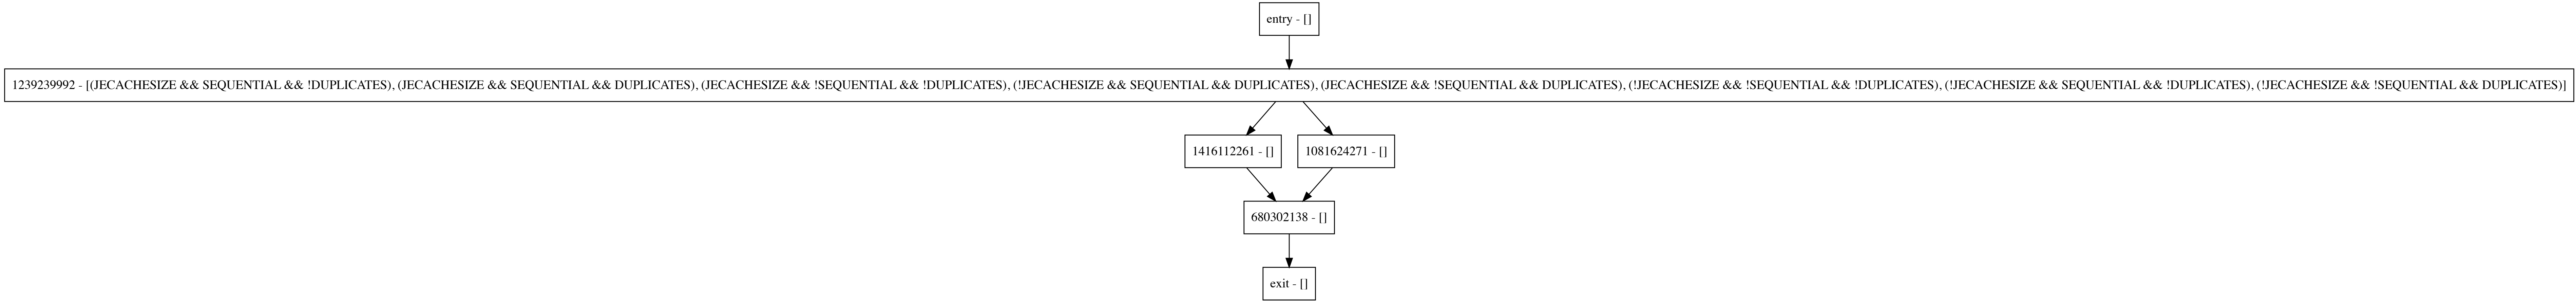 entry - []
1239239992 - [(JECACHESIZE && SEQUENTIAL && !DUPLICATES), (JECACHESIZE && SEQUENTIAL && DUPLICATES), (JECACHESIZE && !SEQUENTIAL && !DUPLICATES), (!JECACHESIZE && SEQUENTIAL && DUPLICATES), (JECACHESIZE && !SEQUENTIAL && DUPLICATES), (!JECACHESIZE && !SEQUENTIAL && !DUPLICATES), (!JECACHESIZE && SEQUENTIAL && !DUPLICATES), (!JECACHESIZE && !SEQUENTIAL && DUPLICATES)]
1416112261 - []
1081624271 - []
680302138 - []
exit - []